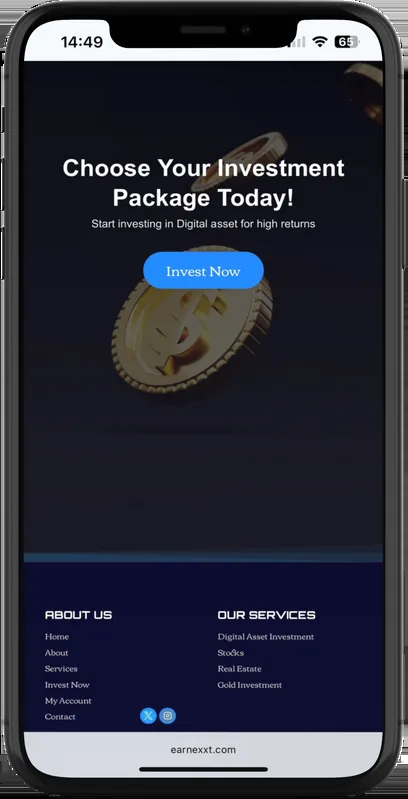 14:49
65
Choose Your Investment
Package Today!
Start investing in Digital asset for high returns
Invest Now
ABOUT US
Home
About
Services
Invest Now
My Account
Contact
OUR SERVICES
Digital Asset Investment
Stocks
Real Estate
Gold Investment
earnexxt.com